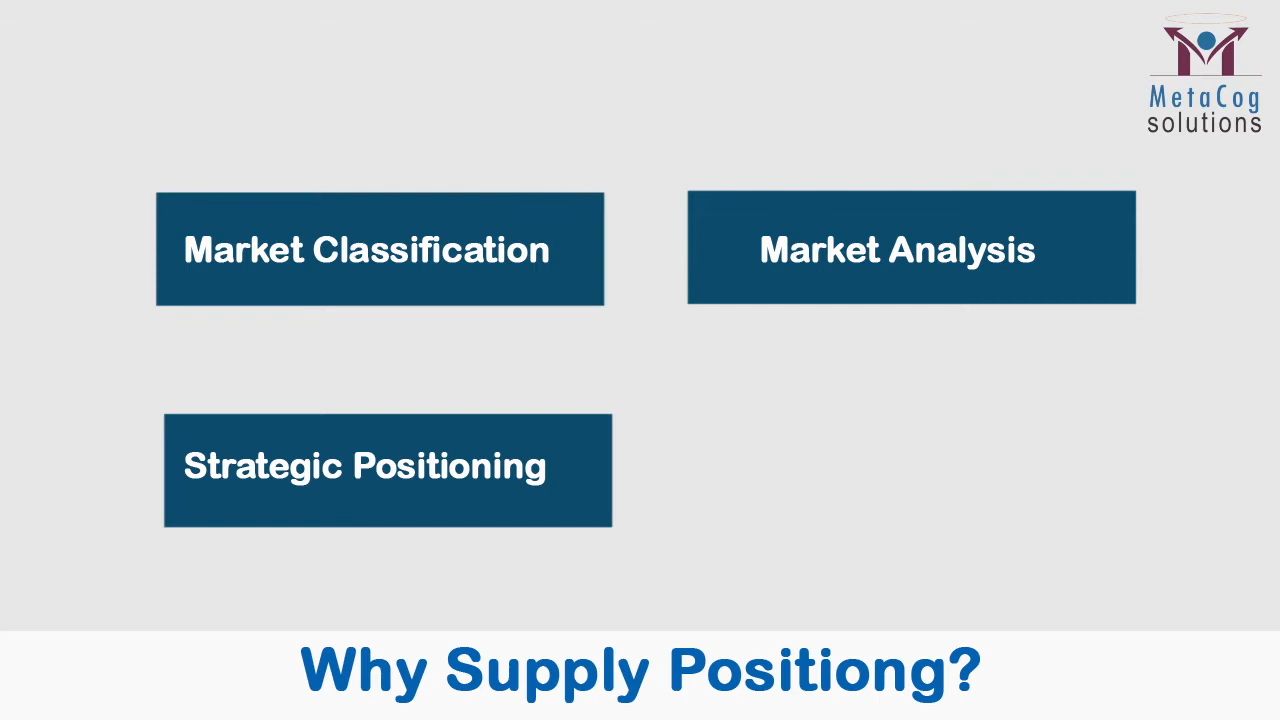 MetaCog
solutions
Market Classification
Market Analysis
Strategic Positioning
Why Supply Positiong?